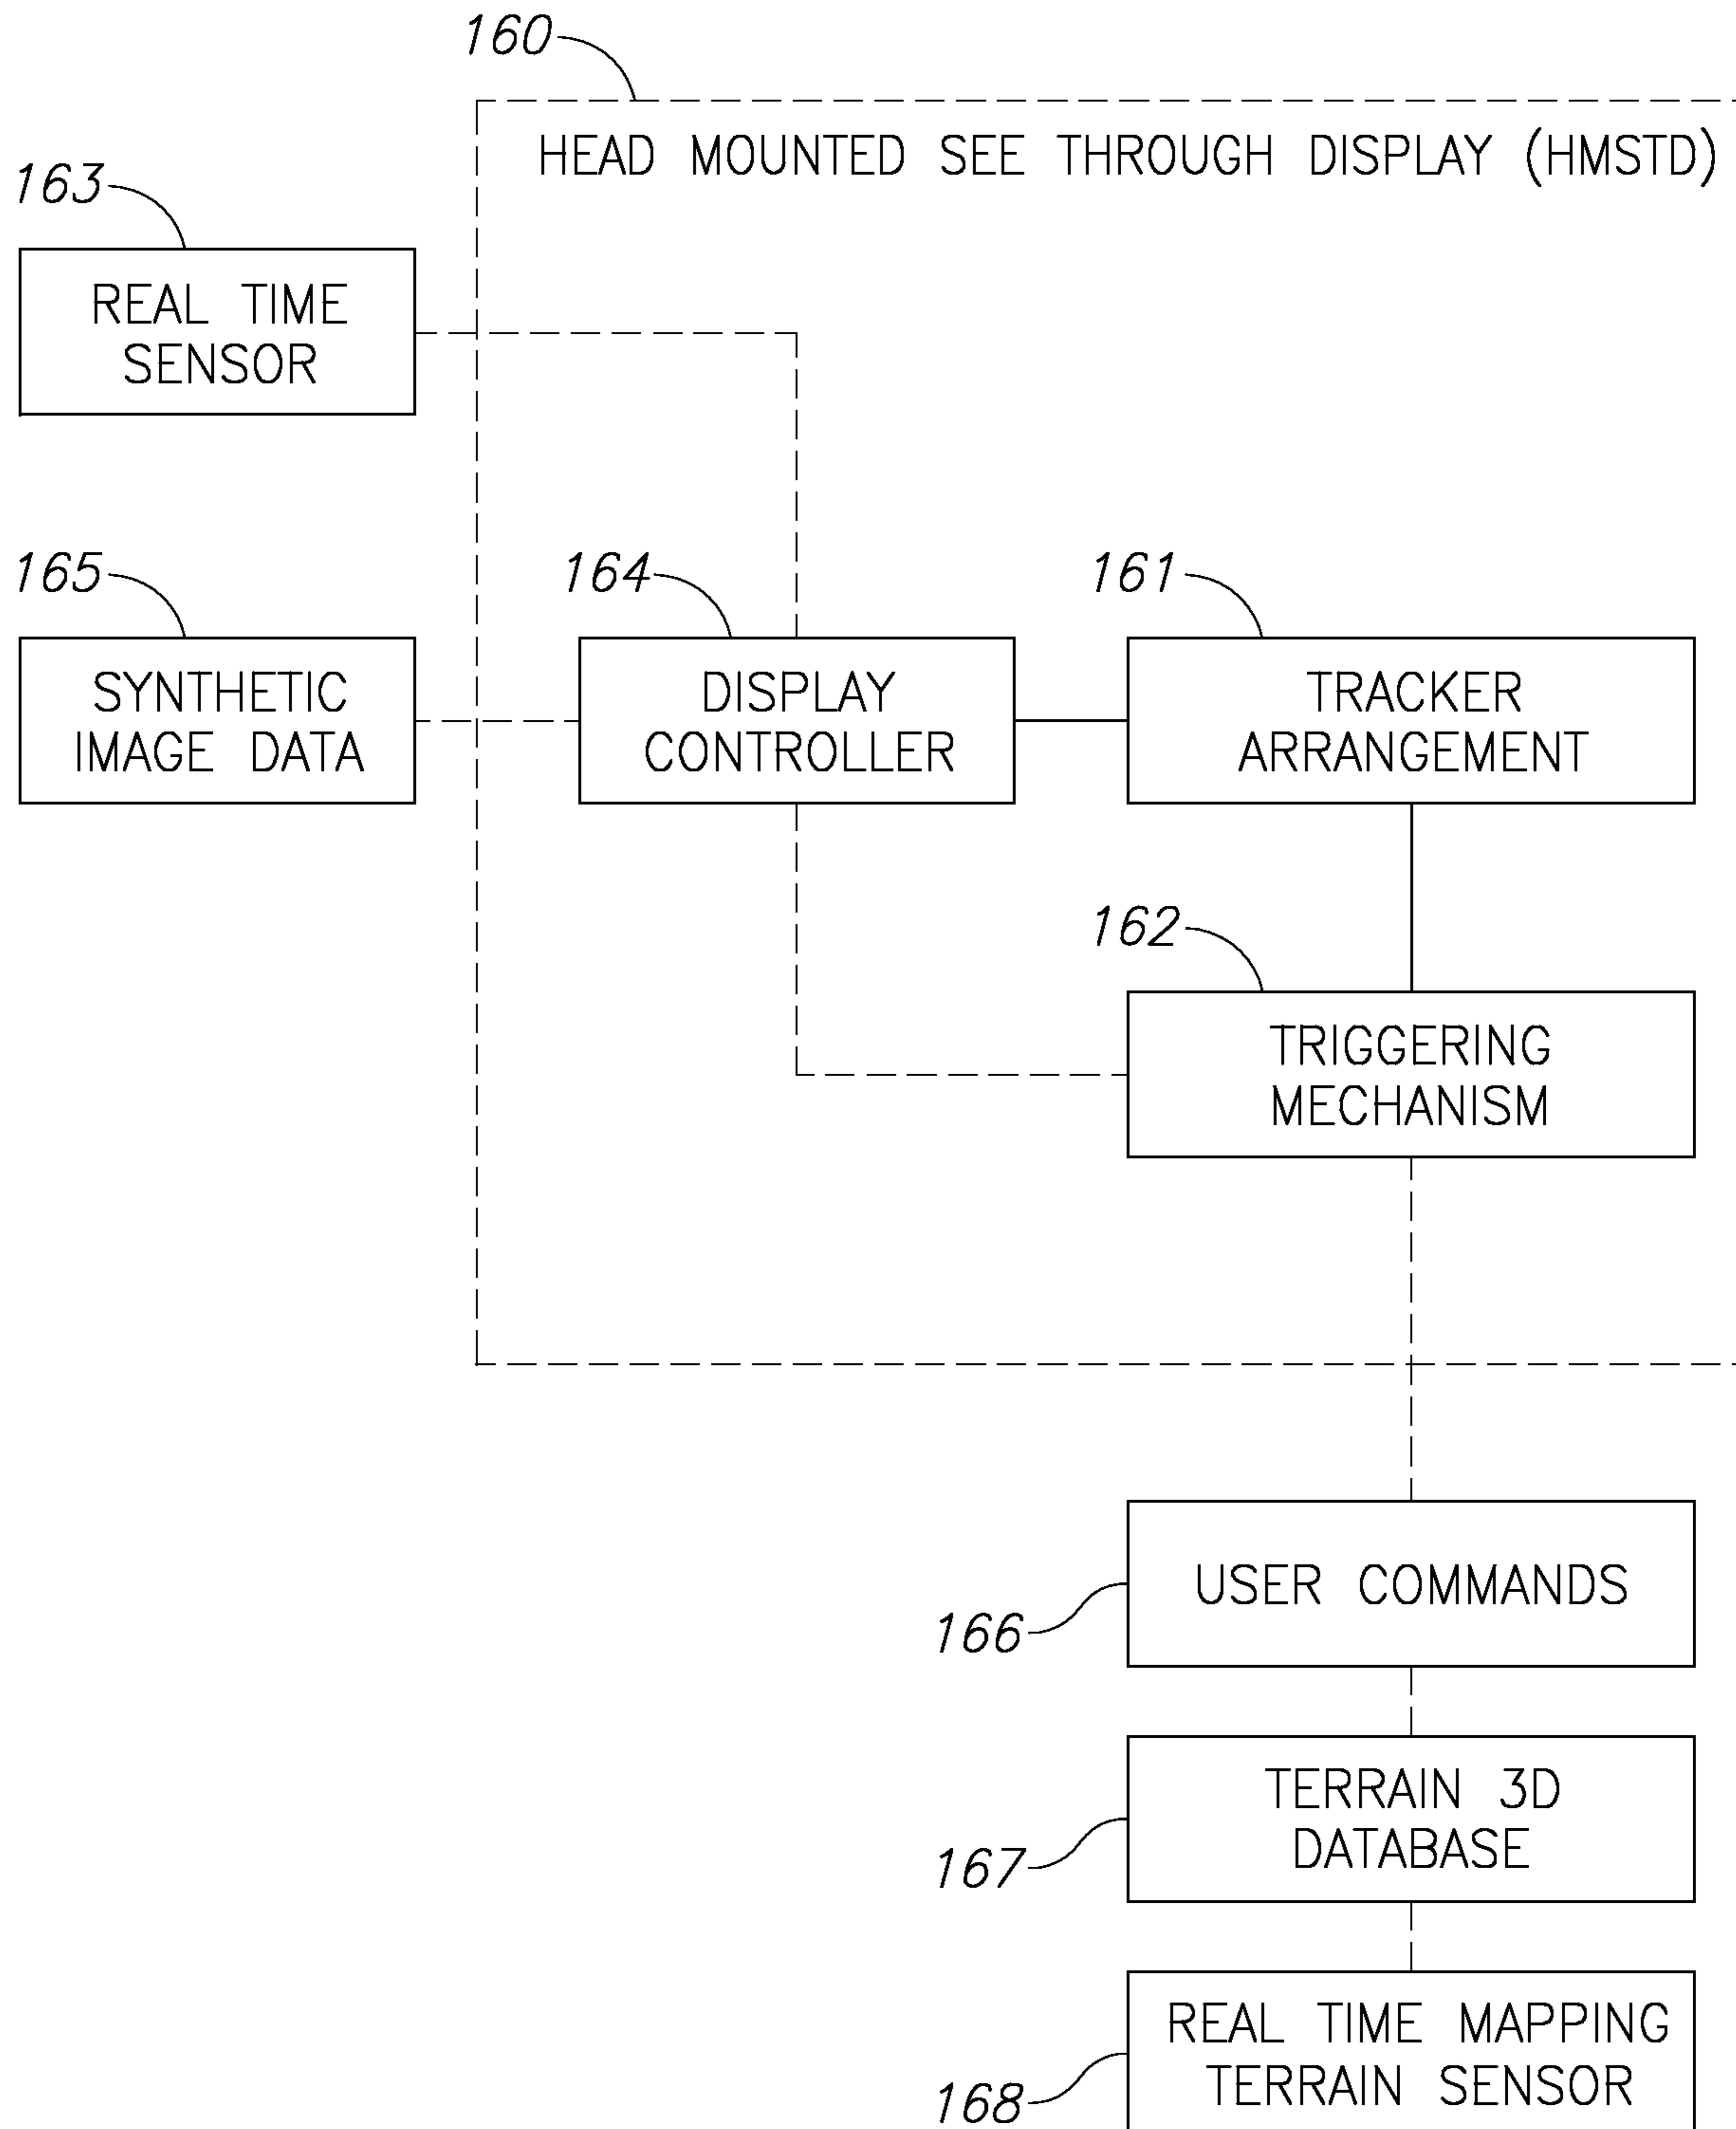 160
HEAD MOUNTED SEE THROUGH DISPLAY (HMSTD)
163
REAL TIME
SENSOR
165
SYNTHETIC
IMAGE DATA
164
DISPLAY
CONTROLLER
161
TRACKER
ARRANGEMENT
162
TRIGGERING
MECHANISM
166
USER COMMANDS
167
TERRAIN 3D
DATABASE
168
REAL TIME MAPPING
TERRAIN SENSOR